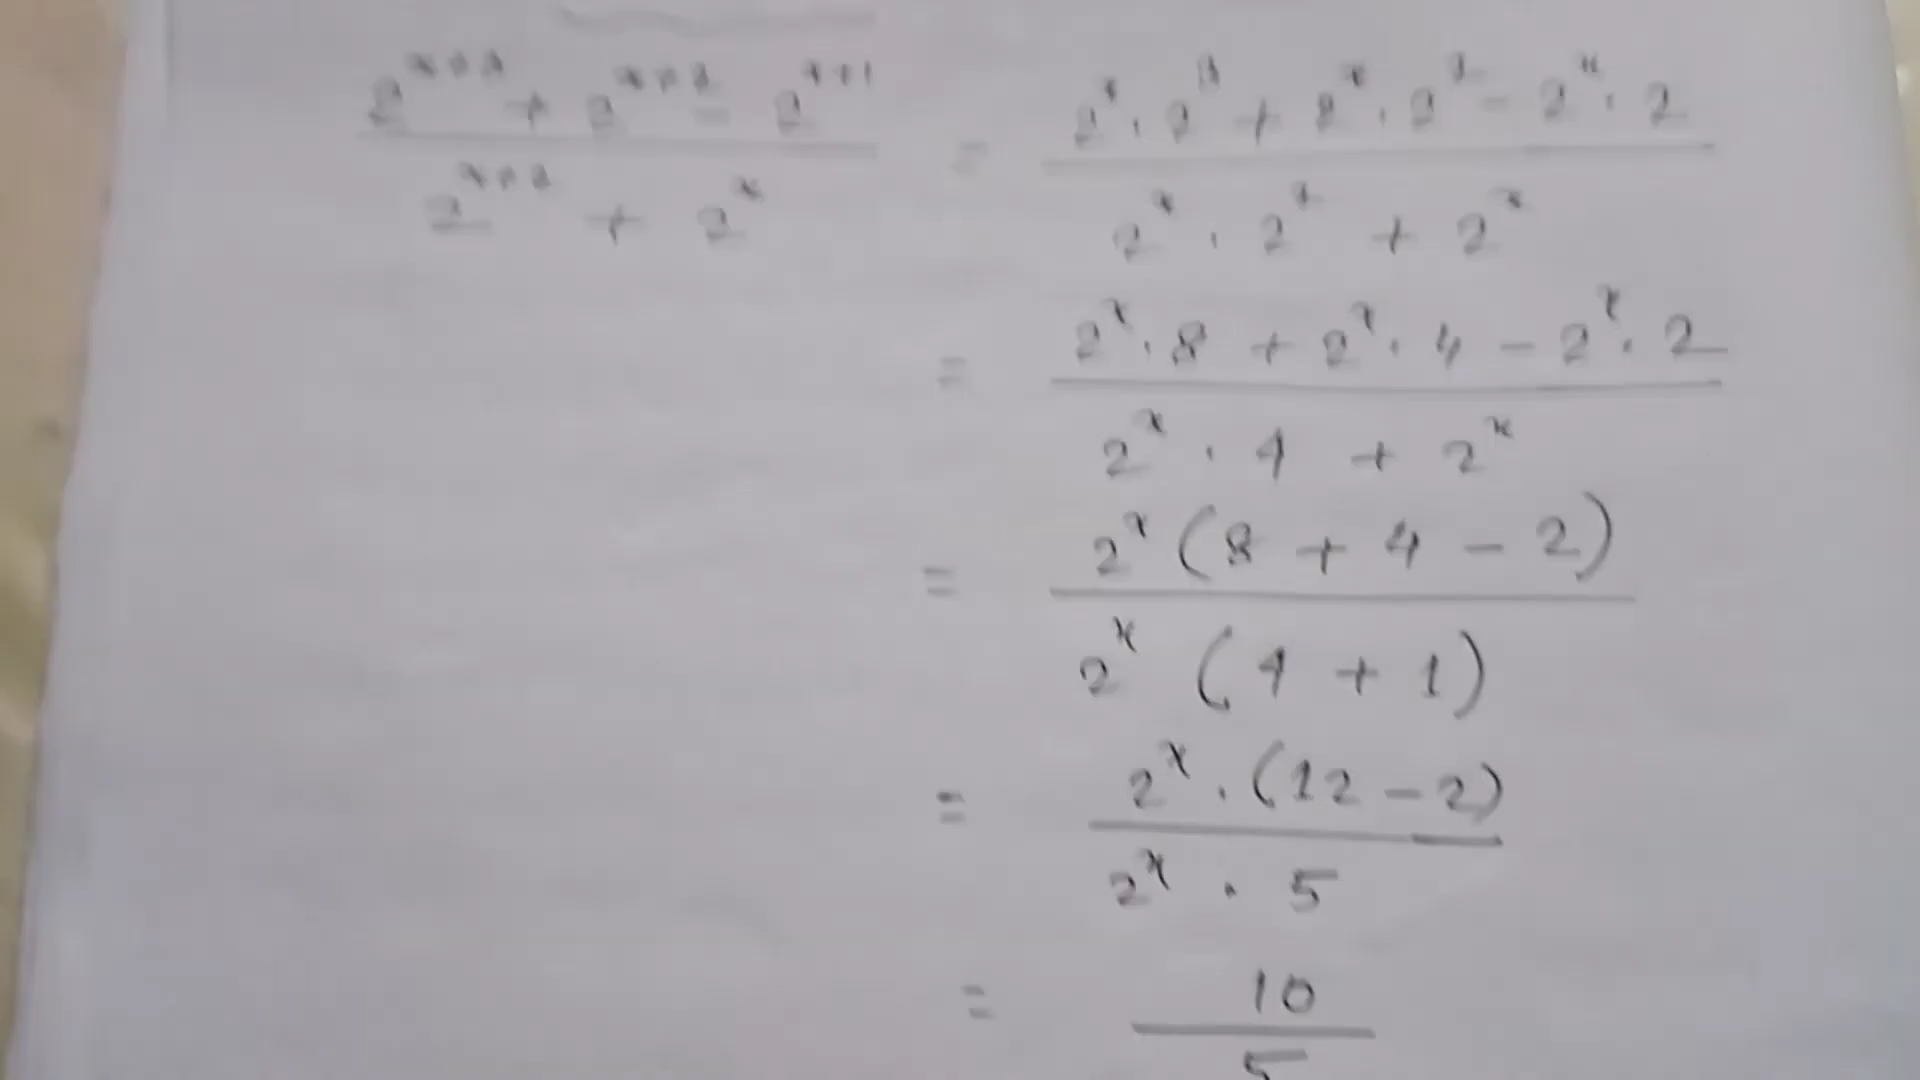 (2^(x+3) + 2^(x+2) - 2^(x+1)) / (2^(x+2) + 2^x) = (2^x · 2^3 + 2^x · 2^2 - 2^x · 2) / (2^x · 2^2 + 2^x)
= (2^x · 8 + 2^x · 4 - 2^x · 2) / (2^x · 4 + 2^x)
= 2^x (8 + 4 - 2) / 2^x (4 + 1)
= 2^x · (12 - 2) / 2^x · 5
= 10 / 5